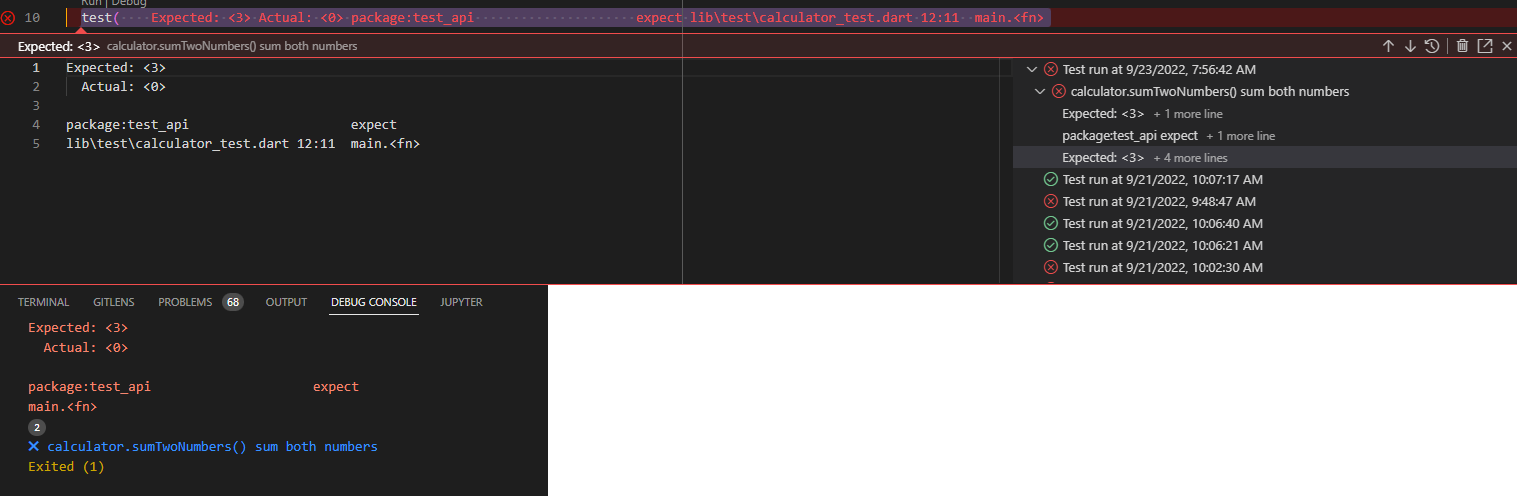 Run | Debug
10 test( Expected: <3> Actual: <0> package:test_api expect lib\test\calculator_test.dart 12:11 main.<fn>
Expected: <3> calculator.sumTwoNumbers() sum both numbers
1 Expected: <3>
2 Actual: <0>
3
4 package:test_api expect
5 lib\test\calculator_test.dart 12:11 main.<fn>
Test run at 9/23/2022, 7:56:42 AM
calculator.sumTwoNumbers() sum both numbers
Expected: <3> + 1 more line
package:test_api expect + 1 more line
Expected: <3> + 4 more lines
Test run at 9/21/2022, 10:07:17 AM
Test run at 9/21/2022, 9:48:47 AM
Test run at 9/21/2022, 10:06:40 AM
Test run at 9/21/2022, 10:06:21 AM
Test run at 9/21/2022, 10:02:30 AM
TERMINAL GITLENS PROBLEMS 68 OUTPUT DEBUG CONSOLE JUPYTER
Expected: <3>
Actual: <0>
package:test_api expect
main.<fn>
2
✕ calculator.sumTwoNumbers() sum both numbers
Exited (1)